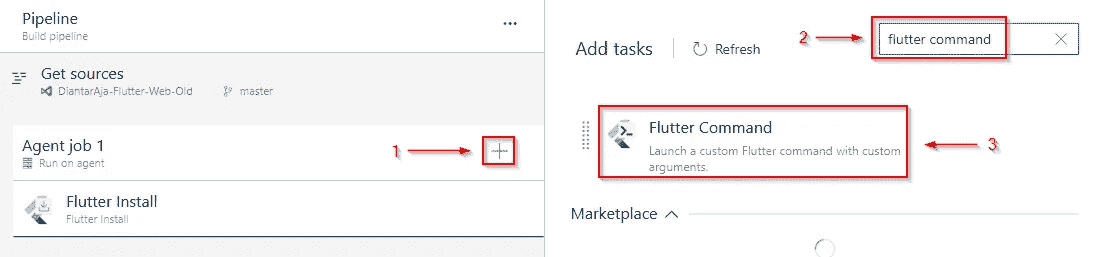 Pipeline
...
Build pipeline
Get sources
DiantarAja-Flutter-Web-Old master
Agent job 1
Run on agent
1
Flutter Install
Flutter Install
Add tasks
Refresh
2
flutter command
Flutter Command
Launch a custom Flutter command with custom
arguments.
3
Marketplace